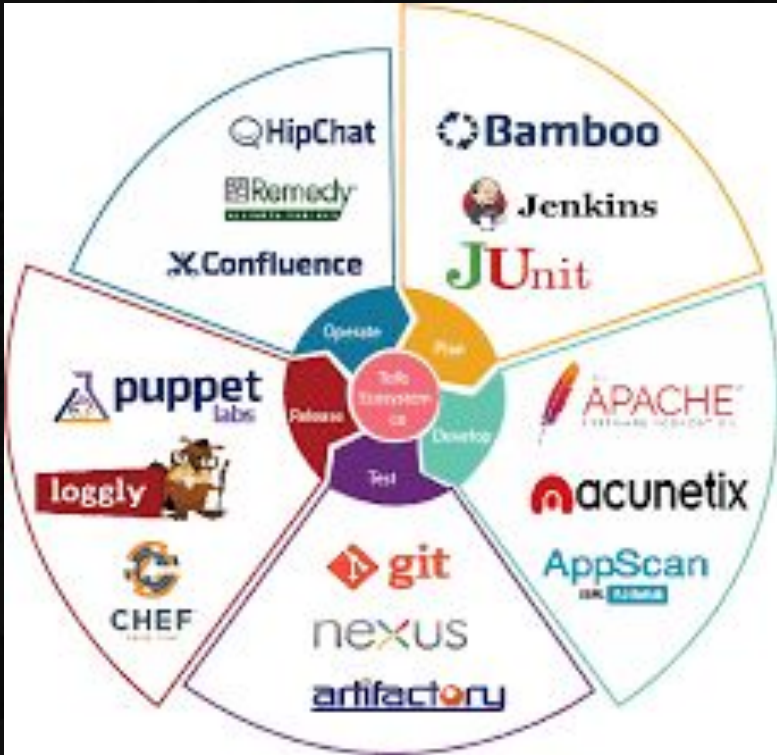 HipChat
Remedy
Confluence
Bamboo
Jenkins
JUnit
APACHE
acunetix
AppScan
git
nexus
artifactory
puppet
labs
loggly
CHEF
Operate
Plan
Develop
Test
Release
Ecosystem